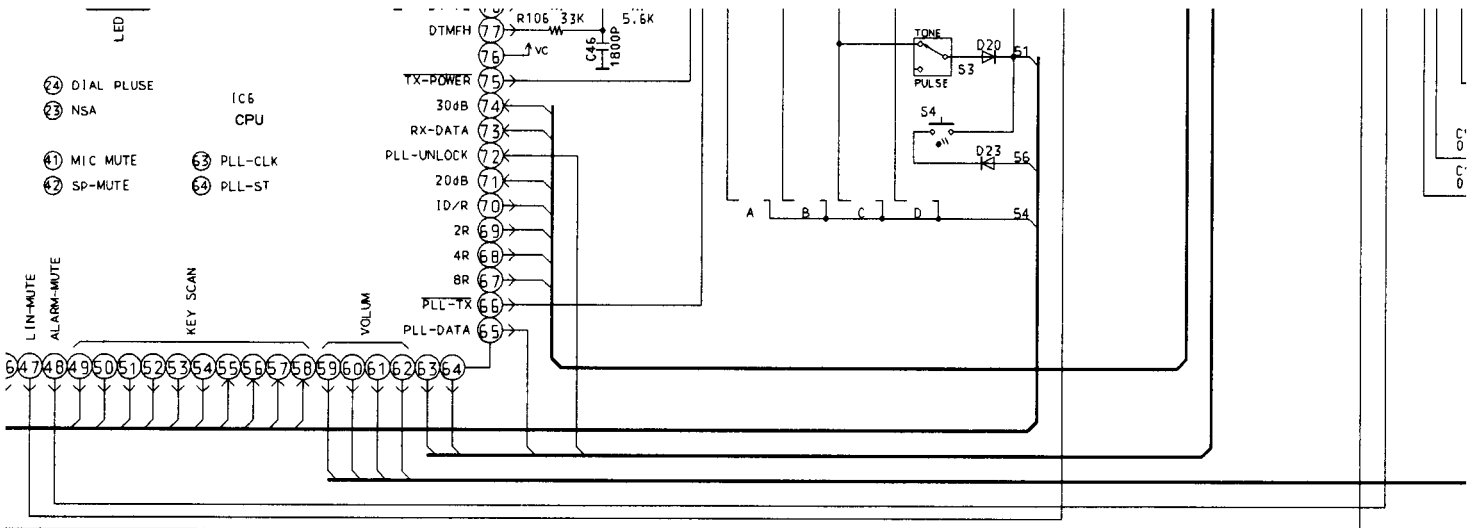 LED
R106 33K
5.6K
DTMFH 77
C46
1800P
76 VC
TX-POWER 75
30dB 74
RX-DATA 73
PLL-UNLOCK 72
20dB 71
ID/R 70
2R 69
4R 68
8R 67
PLL-TX 66
PLL-DATA 65
24 DIAL PLUSE
23 NSA
IC6
CPU
41 MIC MUTE
42 SP-MUTE
63 PLL-CLK
64 PLL-ST
LIN-MUTE
ALARM-MUTE
KEY SCAN
VOLUM
47 48 49 50 51 52 53 54 55 56 57 58 59 60 61 62 63 64
TONE
PULSE
S3
D20
51
S4
D23
56
A B C D 54